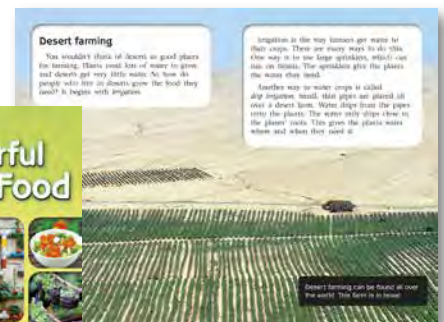 Desert farming
You wouldn't think of deserts as good places
for farming. Plants need lots of water to grow
and deserts get very little water. So, how do
people who live in deserts grow the food they
need? It begins with irrigation.
Irrigation is the way farmers get water to
their crops. There are many ways to do this.
One way is to use large sprinklers, which can
run on
The sprinklers give the plants
the water they need.
Another way to water crops is called
drip irrigation. Small, thin pipes are placed all
over a desert farm. Water drips from the pipes
onto the plants. The water only drips close to
the plants' roots. This gives the plants water
where and when they need it.
Desert farming can be found all over
the world. This farm is in Israel.
rful
Food